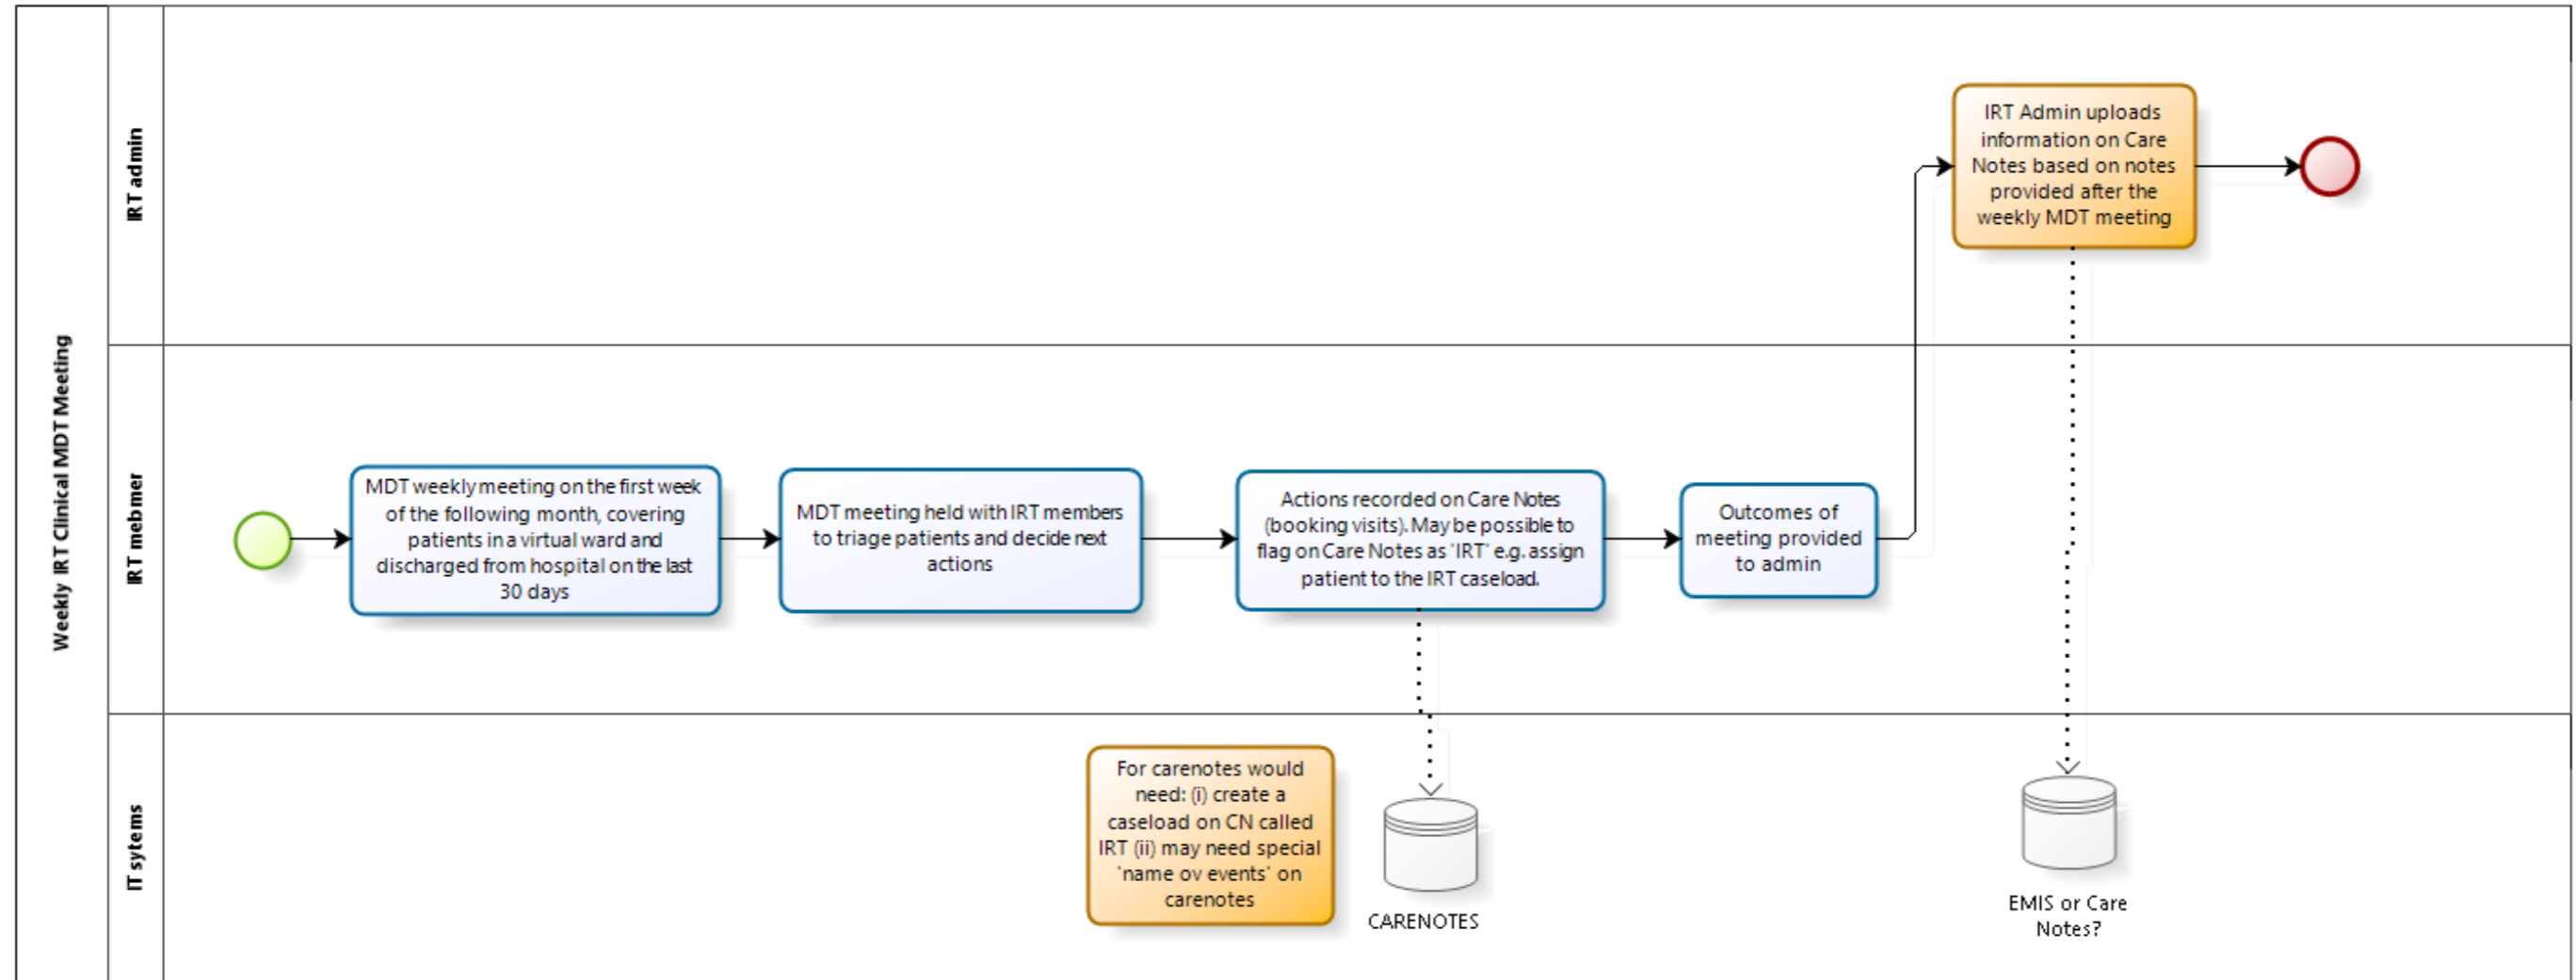 Weekly IRT Clinical MDT Meeting
IRT admin
IRT Admin uploads
information on Care
Notes based on notes
provided after the
weekly MDT meeting
IRT mebmer
MDT weekly meeting on the first week
of the following month, covering
patients in a virtual ward and
discharged from hospital on the last
30 days
MDT meeting held with IRT members
to triage patients and decide next
actions
Actions recorded on Care Notes
(booking visits). May be possible to
flag on Care Notes as 'IRT' e.g. assign
patient to the IRT caseload.
Outcomes of
meeting provided
to admin
IT sytems
For carenotes would
need: (i) create a
caseload on CN called
IRT (ii) may need special
'name ov events' on
carenotes
CARENOTES
EMIS or Care
Notes?